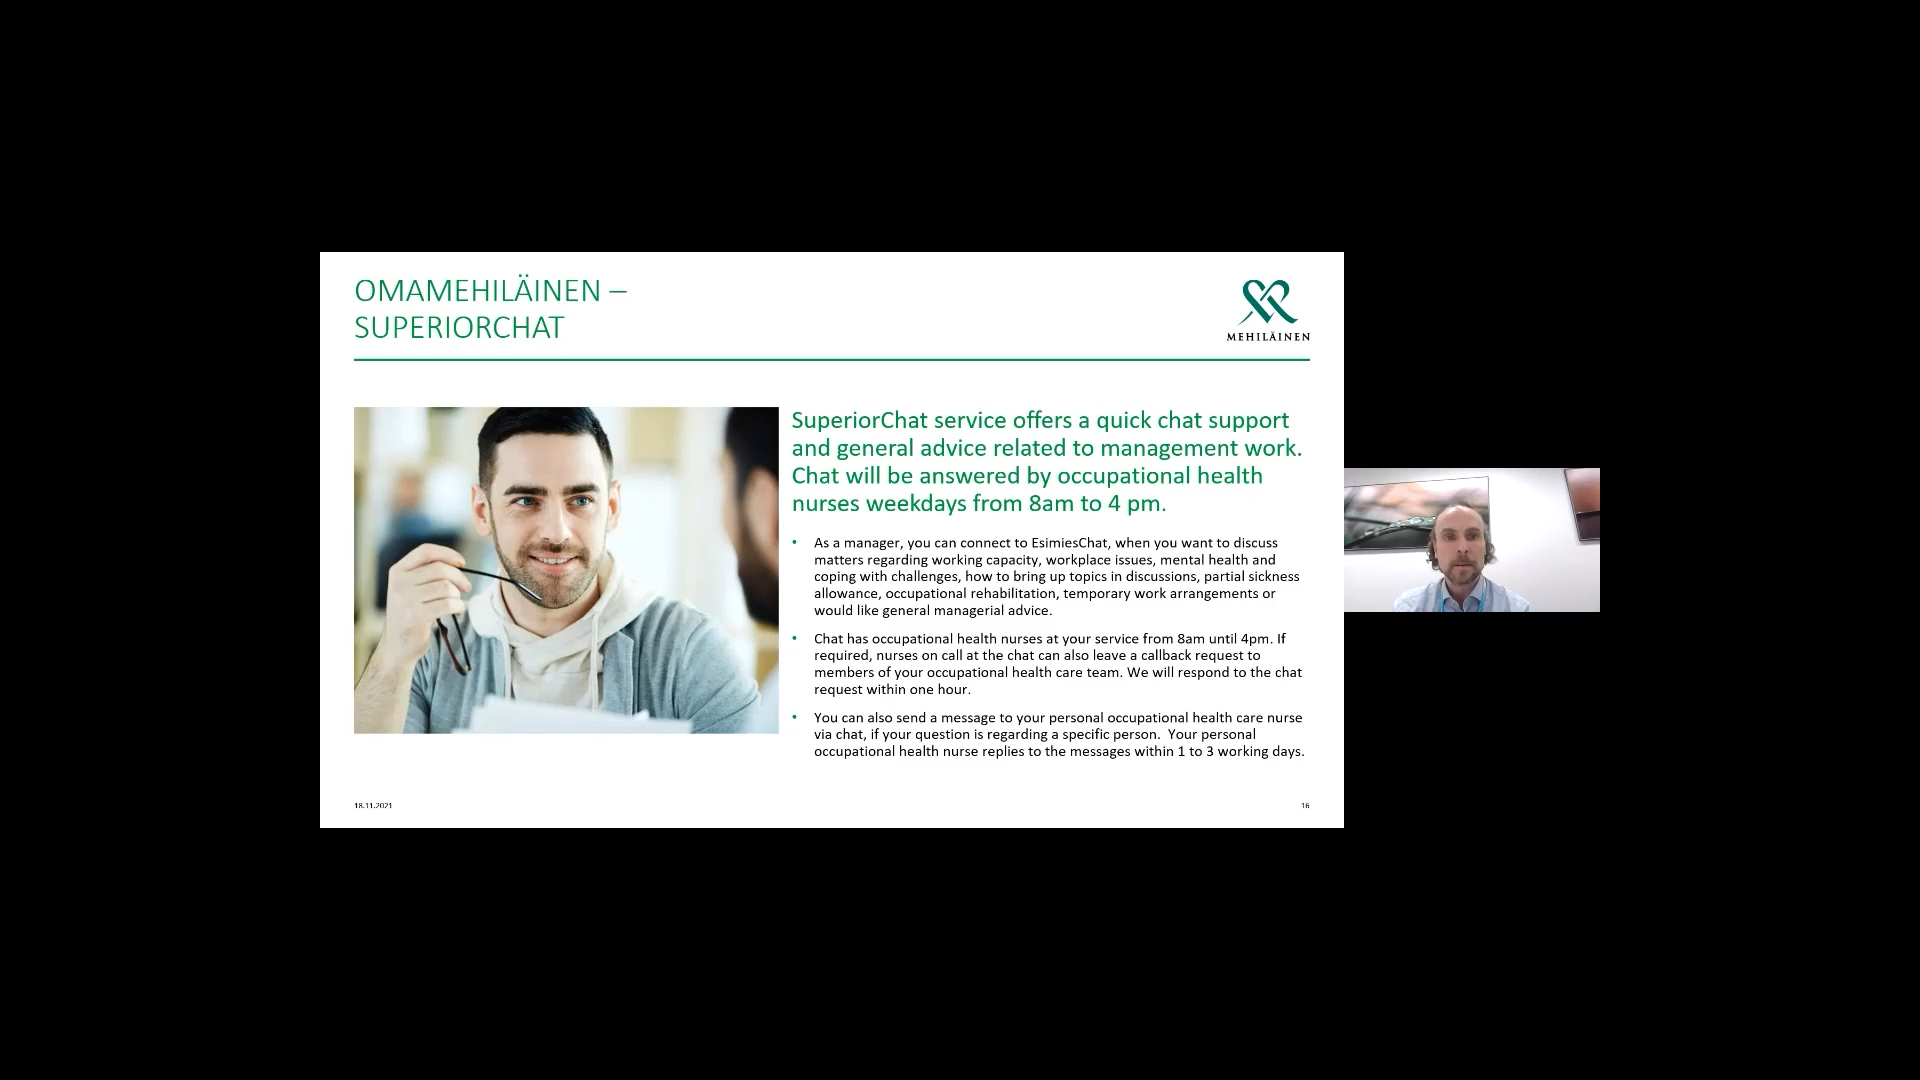 OMAMEHILÄINEN –
SUPERIORCHAT
MEHILÄINEN
SuperiorChat service offers a quick chat support
and general advice related to management work.
Chat will be answered by occupational health
nurses weekdays from 8am to 4 pm.
• As a manager, you can connect to EsimiesChat, when you want to discuss
matters regarding working capacity, workplace issues, mental health and
coping with challenges, how to bring up topics in discussions, partial sickness
allowance, occupational rehabilitation, temporary work arrangements or
would like general managerial advice.
• Chat has occupational health nurses at your service from 8am until 4pm. If
required, nurses on call at the chat can also leave a callback request to
members of your occupational health care team. We will respond to the chat
request within one hour.
• You can also send a message to your personal occupational health care nurse
via chat, if your question is regarding a specific person.  Your personal
occupational health nurse replies to the messages within 1 to 3 working days.
18.11.2021
16